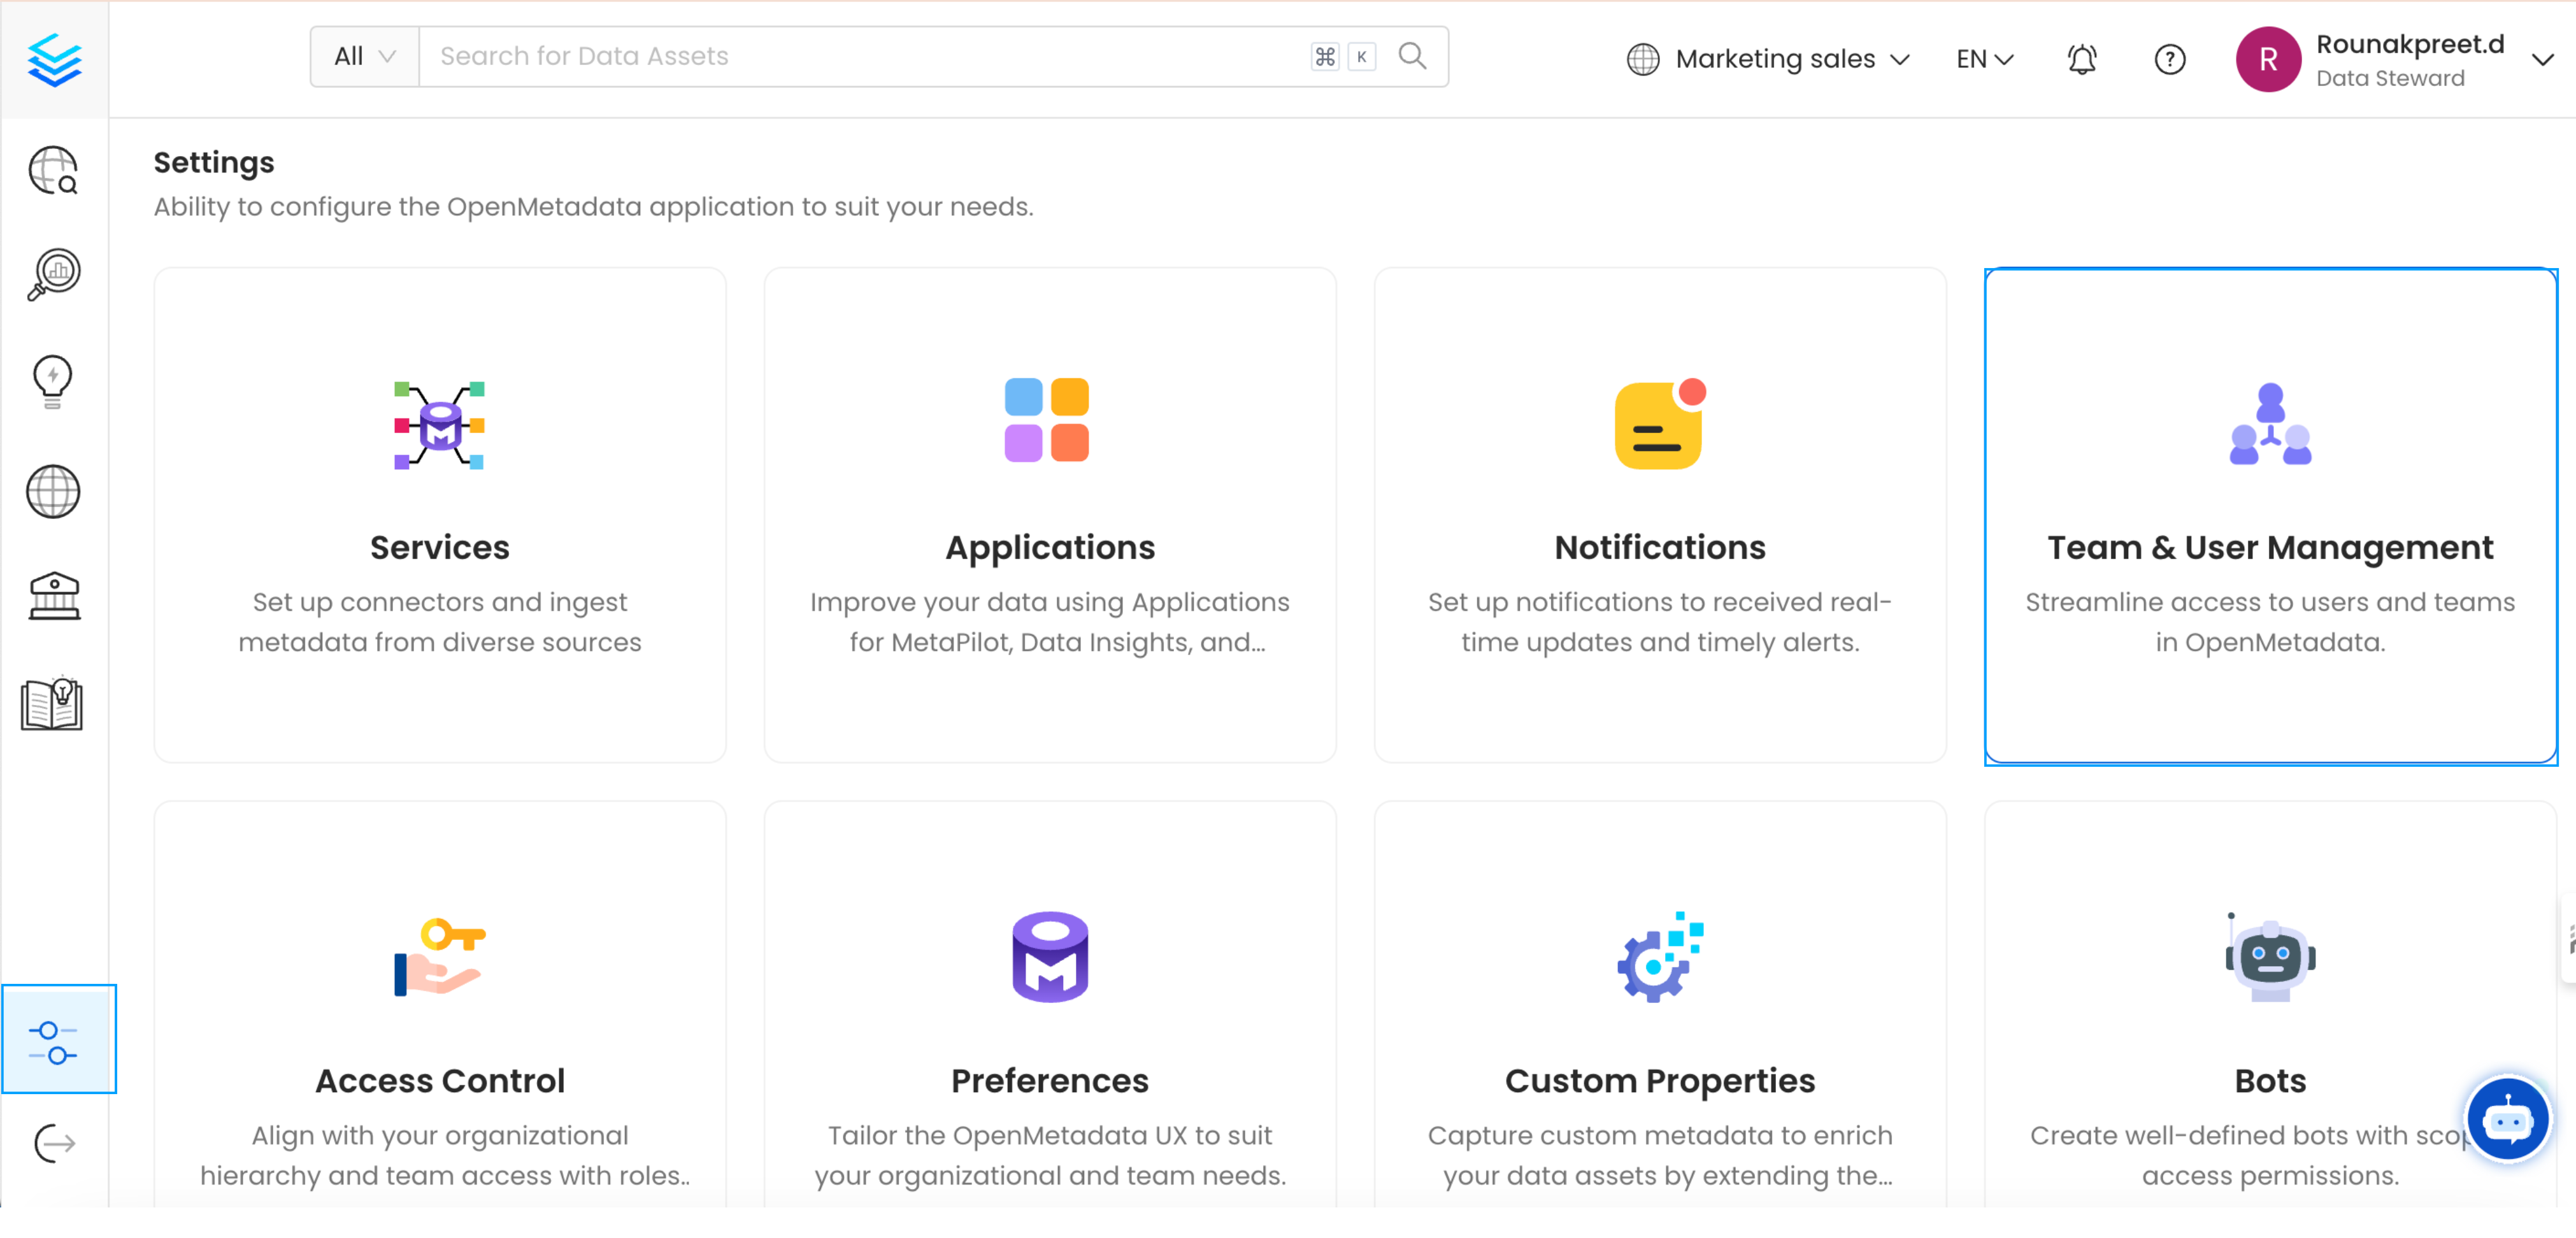 All
Search for Data Assets
⌘ K
Marketing sales
EN
?
R
Rounakpreet.d
Data Steward
Settings
Ability to configure the OpenMetadata application to suit your needs.
Services
Set up connectors and ingest
metadata from diverse sources
Applications
Improve your data using Applications
for MetaPilot, Data Insights, and...
Notifications
Set up notifications to received real-
time updates and timely alerts.
Team & User Management
Streamline access to users and teams
in OpenMetadata.
Access Control
Align with your organizational
hierarchy and team access with roles..
Preferences
Tailor the OpenMetadata UX to suit
your organizational and team needs.
Custom Properties
Capture custom metadata to enrich
your data assets by extending the...
Bots
Create well-defined bots with
access permissions.